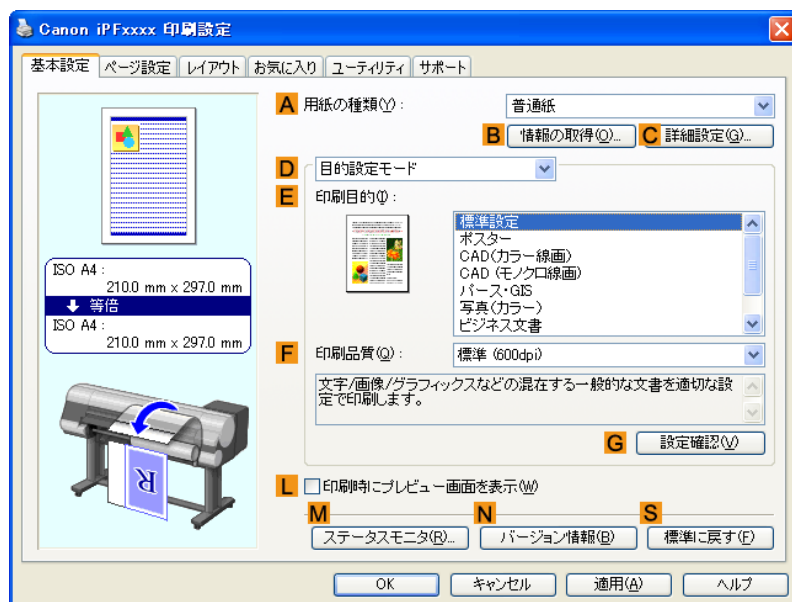 Canon iPFxxxx 印刷設定
基本設定 ページ設定 レイアウト お気に入り ユーティリティ サポート
A 用紙の種類(Y): 普通紙
B 情報の取得(O)... C 詳細設定(G)...
D 目的設定モード
E 印刷目的(I):
標準設定
ポスター
CAD(カラー線画)
CAD (モノクロ線画)
パース・GIS
写真(カラー)
ビジネス文書
ISO A4:
210.0 mm x 297.0 mm
等倍
ISO A4:
210.0 mm x 297.0 mm
R
F 印刷品質(Q): 標準 (600dpi)
文字/画像/グラフィックスなどの混在する一般的な文書を適切な設
定で印刷します。
G 設定確認(V)
L 印刷時にプレビュー画面を表示(W)
M ステータスモニタ(R)... N バージョン情報(B) S 標準に戻す(F)
OK キャンセル 適用(A) ヘルプ